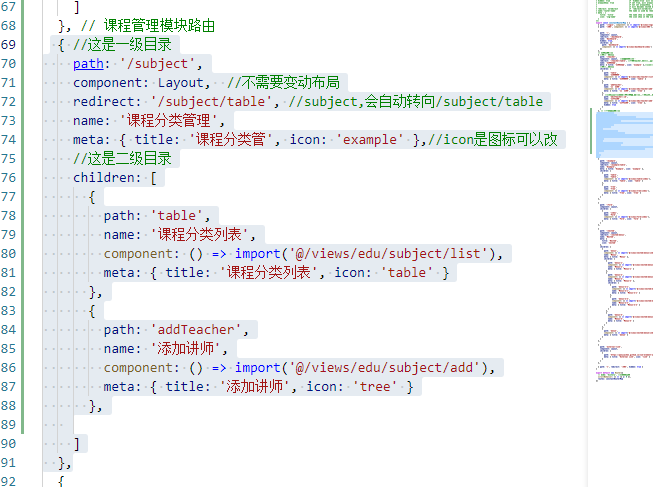 67 ]
68 }, // 课程管理模块路由
69 { //这是一级目录
70 path: '/subject',
71 component: Layout, //不需要变动布局
72 redirect: '/subject/table', //subject,会自动转向/subject/table
73 name: '课程分类管理',
74 meta: { title: '课程分类管', icon: 'example' },//icon是图标可以改
75 //这是二级目录
76 children: [
77 {
78 path: 'table',
79 name: '课程分类列表',
80 component: () => import('@/views/edu/subject/list'),
81 meta: { title: '课程分类列表', icon: 'table' }
82 },
83 {
84 path: 'addTeacher',
85 name: '添加讲师',
86 component: () => import('@/views/edu/subject/add'),
87 meta: { title: '添加讲师', icon: 'tree' }
88 },
89
90 ]
91 },
92 {